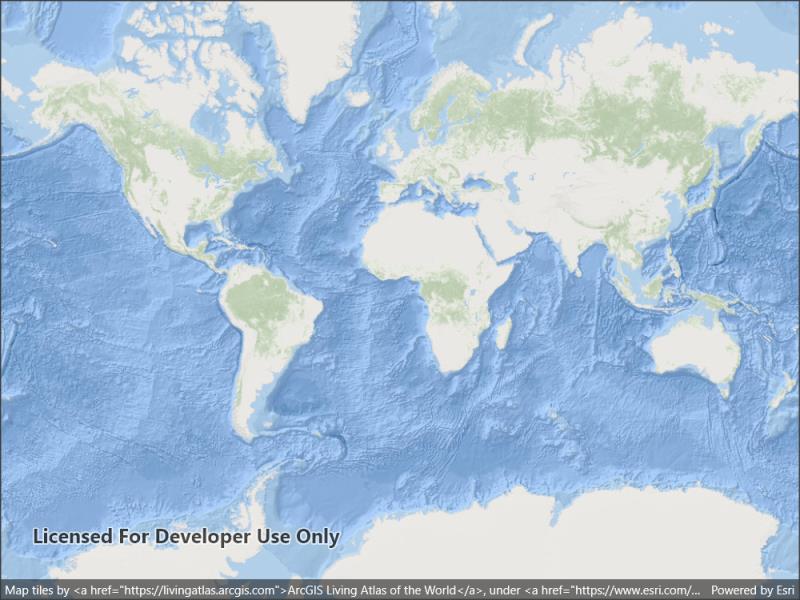 Licensed For Developer Use Only
Map tiles by <a href="https://livingatlas.arcgis.com">ArcGIS Living Atlas of the World</a>, under <a href="https://www.esri.com/... Powered by Esri